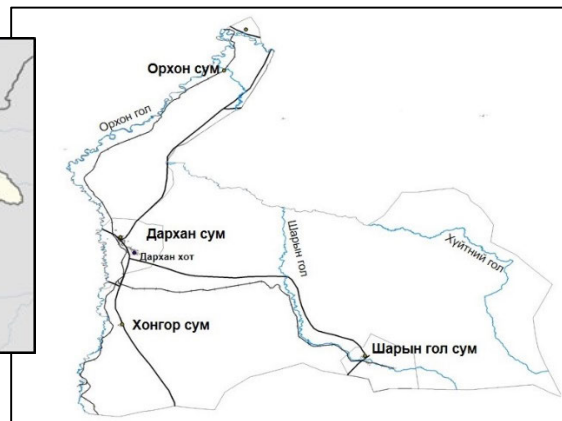 Орхон сум
Орхон гол
Дархан сум
Дархан хот
Шарын гол
Хүйтний гол
Хонгор сум
Шарын гол сум